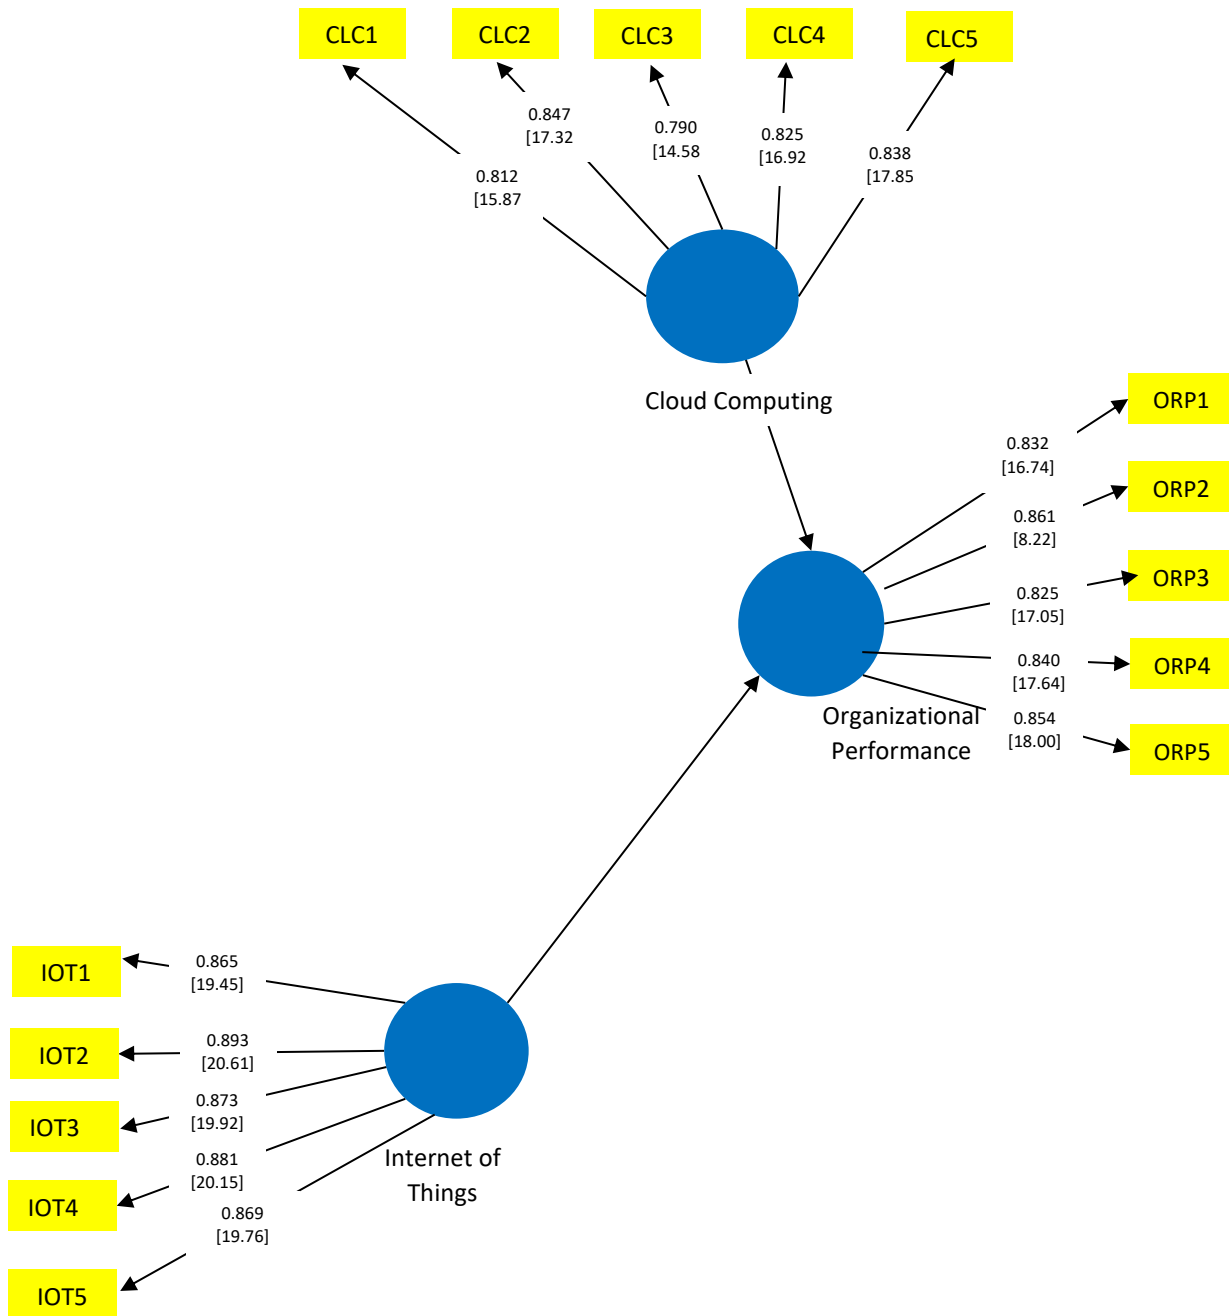 CLC1
CLC2
CLC3
CLC4
CLC5
0.847
[17.32
0.790
[14.58
0.825
[16.92
0.838
[17.85
0.812
[15.87
Cloud Computing
ORP1
0.832
[16.74]
ORP2
0.861
[8.22]
ORP3
0.825
[17.05]
ORP4
0.840
[17.64]
Organizational
Performance
0.854
[18.00]
ORP5
IOT1
0.865
[19.45]
IOT2
0.893
[20.61]
IOT3
0.873
[19.92]
IOT4
0.881
[20.15]
Internet of
Things
0.869
[19.76]
IOT5